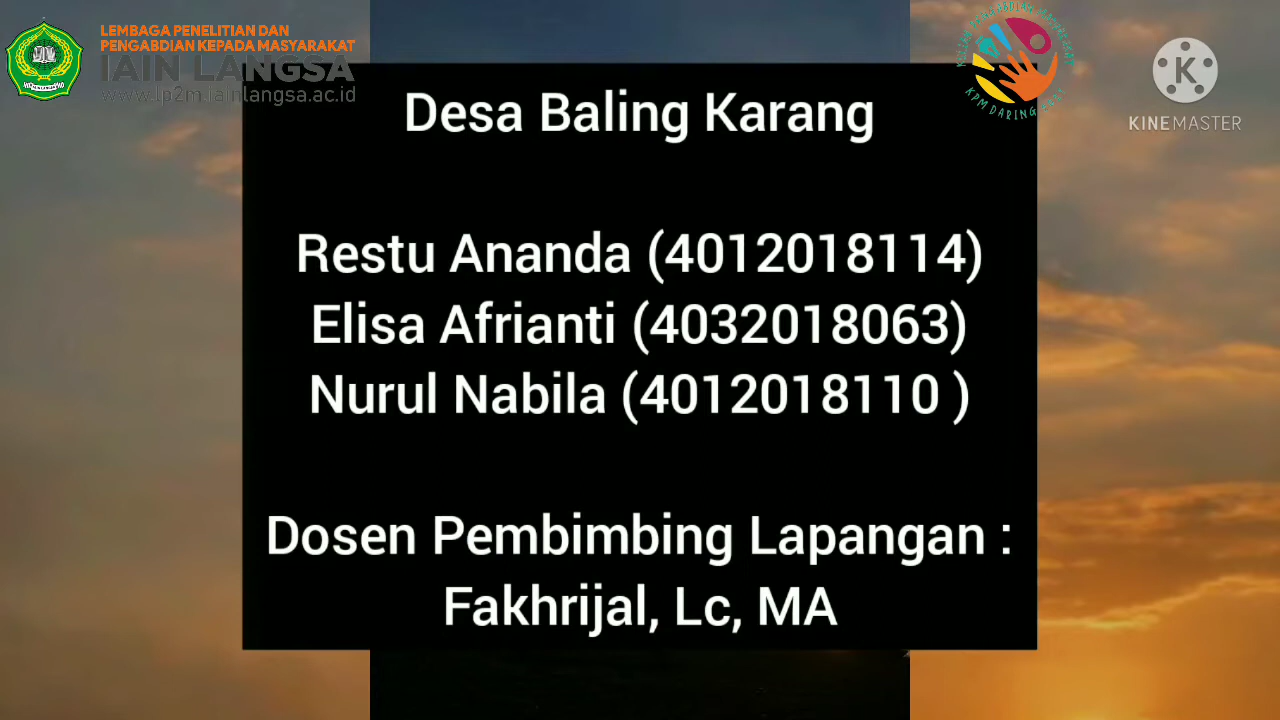 LEMBAGA PENELITIAN DAN
PENGABDIAN KEPADA MASYARAKAT
IAIN LANGSA
www.lp2m.iainlangsa.ac.id
KPM DARING
KINEMASTER
Desa Baling Karang
Restu Ananda (4012018114)
Elisa Afrianti (4032018063)
Nurul Nabila (4012018110 )
Dosen Pembimbing Lapangan :
Fakhrijal, Lc, MA